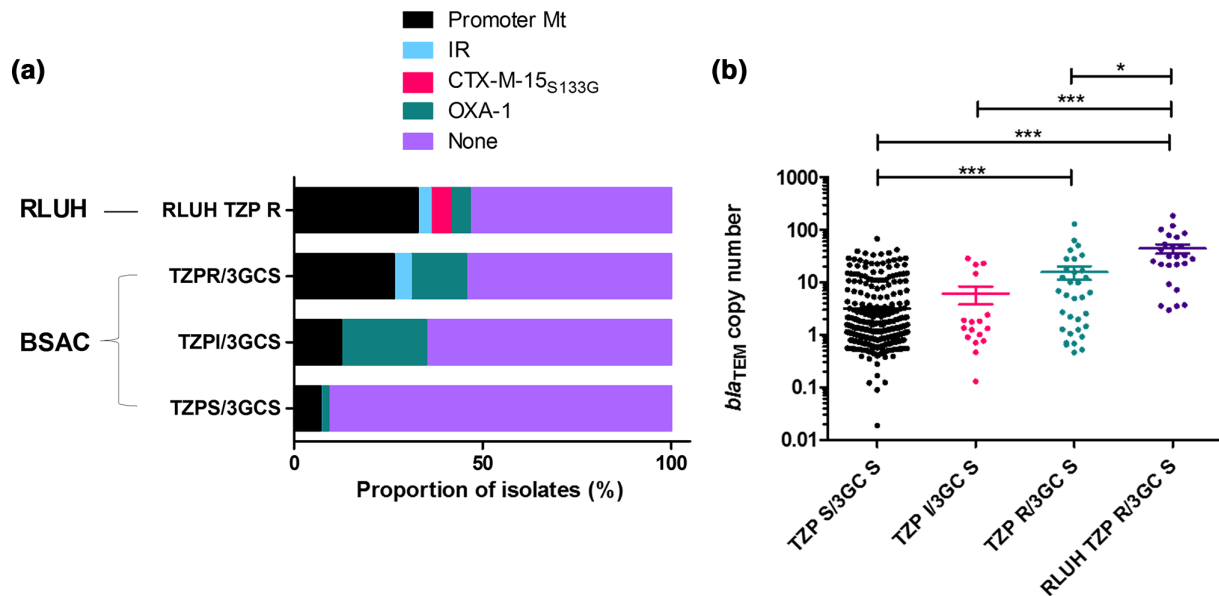 (a)
Promoter Mt
IR
CTX-M-15S133G
OXA-1
None
RLUH
RLUH TZP R
BSAC
TZPR/3GCS
TZPI/3GCS
TZPS/3GCS
0 50 100
Proportion of isolates (%)
(b)
*
***
***
***
blaTEM copy number
1000
100
10
1
0.1
0.01
TZP S/3GC S
TZP I/3GC S
TZP R/3GC S
RLUH TZP R/3GC S